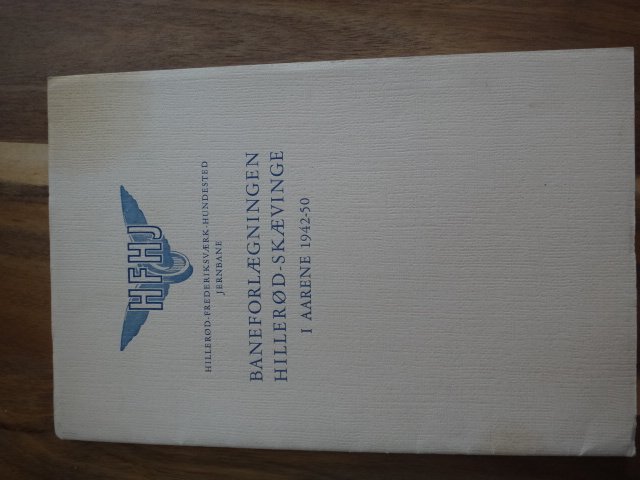 HFHJ
HILLERØD-FREDERIKSVÆRK-HUNDESTED
JERNBANE
BANEFORLÆGNINGEN
HILLERØD-SKÆVINGE
I AARENE 1942-50